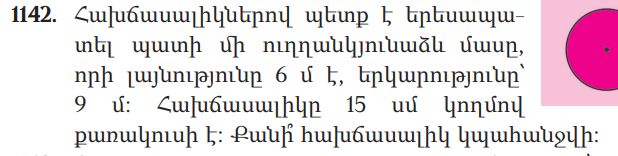 1142. Հախճասալիկներով պետք է երեսապա-
տել պատի մի ուղղանկյունաձև մասը,
որի լայնությունը 6 մ է, երկարությունը՝
9 մ: Հախճասալիկը 15 սմ կողմով
քառակուսի է: Քանի՞ հախճասալիկ կպահանջվի: